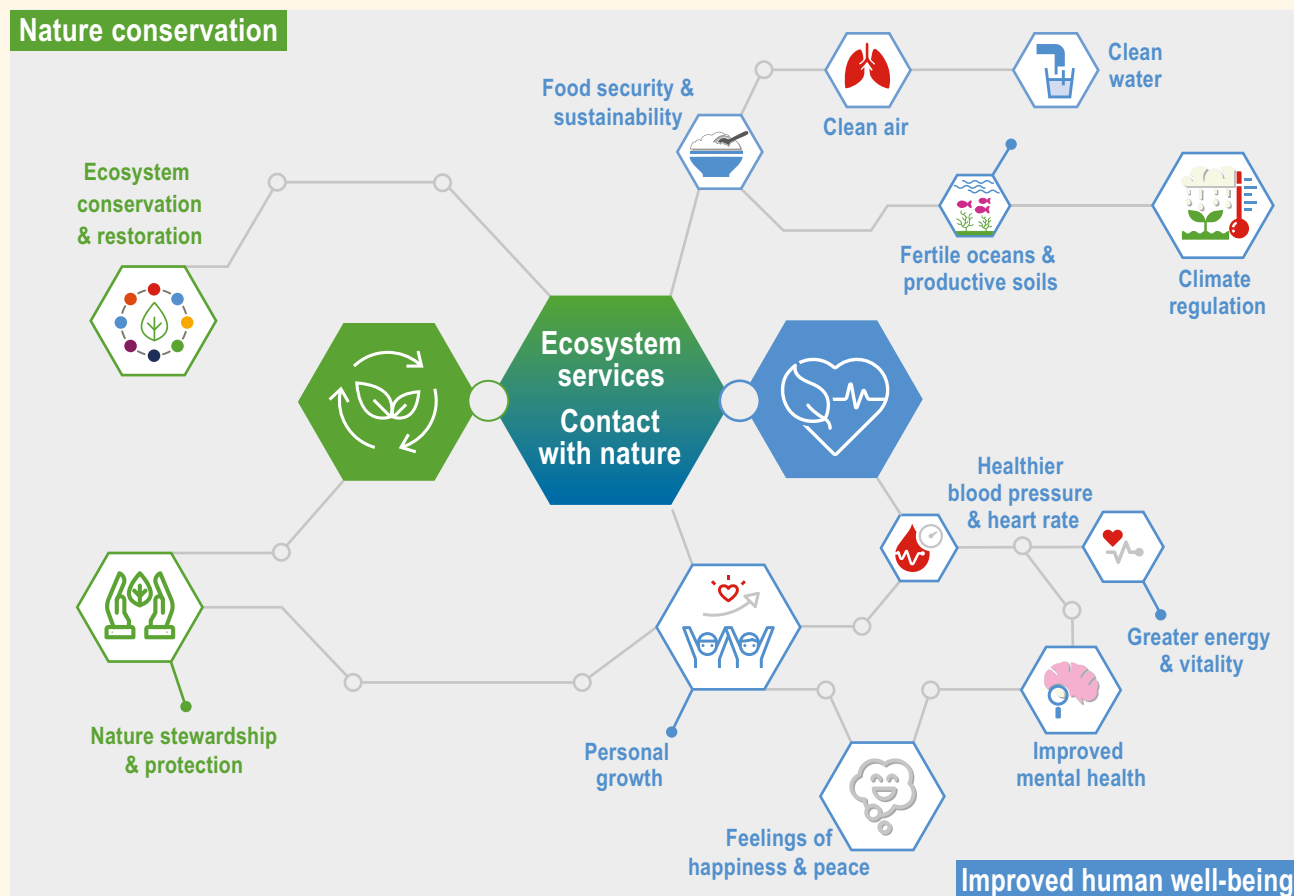 Nature conservation
Food security &
sustainability
Clean air
Clean
water
Ecosystem
conservation
& restoration
Fertile oceans &
productive soils
Climate
regulation
Ecosystem
services
Contact
with nature
Healthier
blood pressure
& heart rate
Greater energy
& vitality
Nature stewardship
& protection
Personal
growth
Improved
mental health
Feelings of
happiness & peace
Improved human well-being